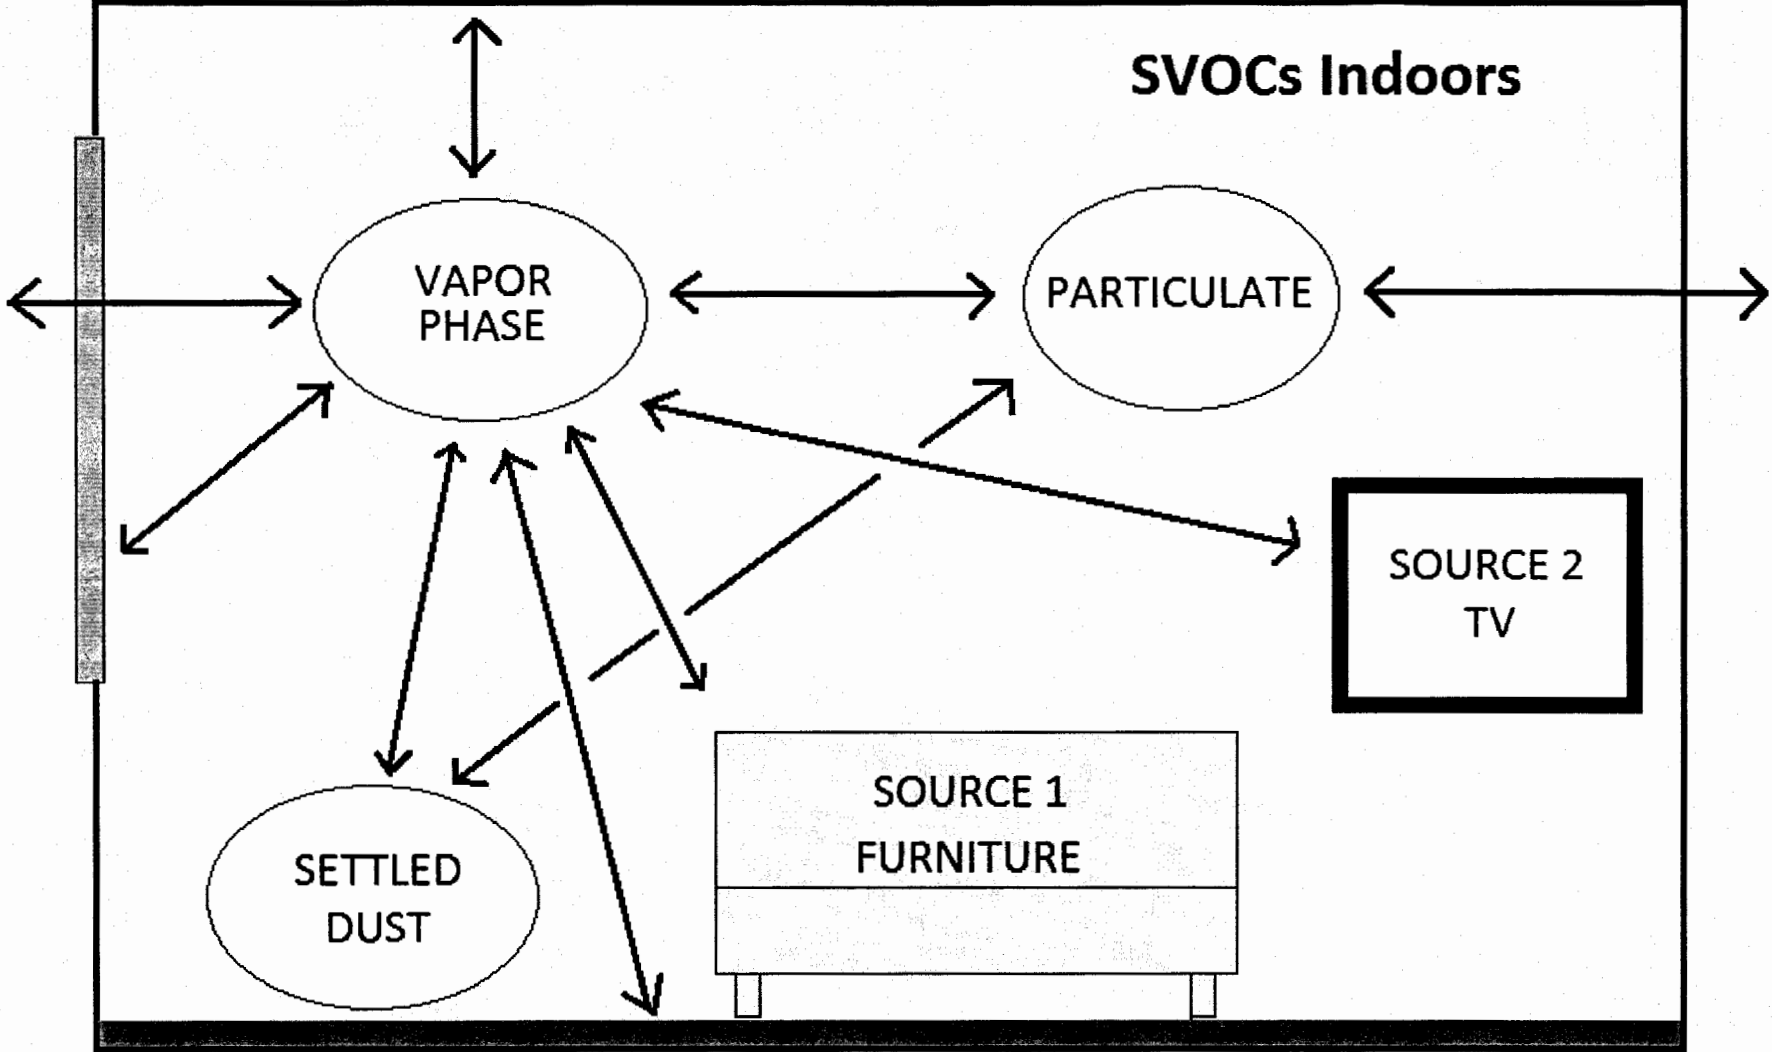 SVOCs Indoors
VAPOR
PHASE
PARTICULATE
SOURCE 2
TV
SOURCE 1
FURNITURE
SETTLED
DUST